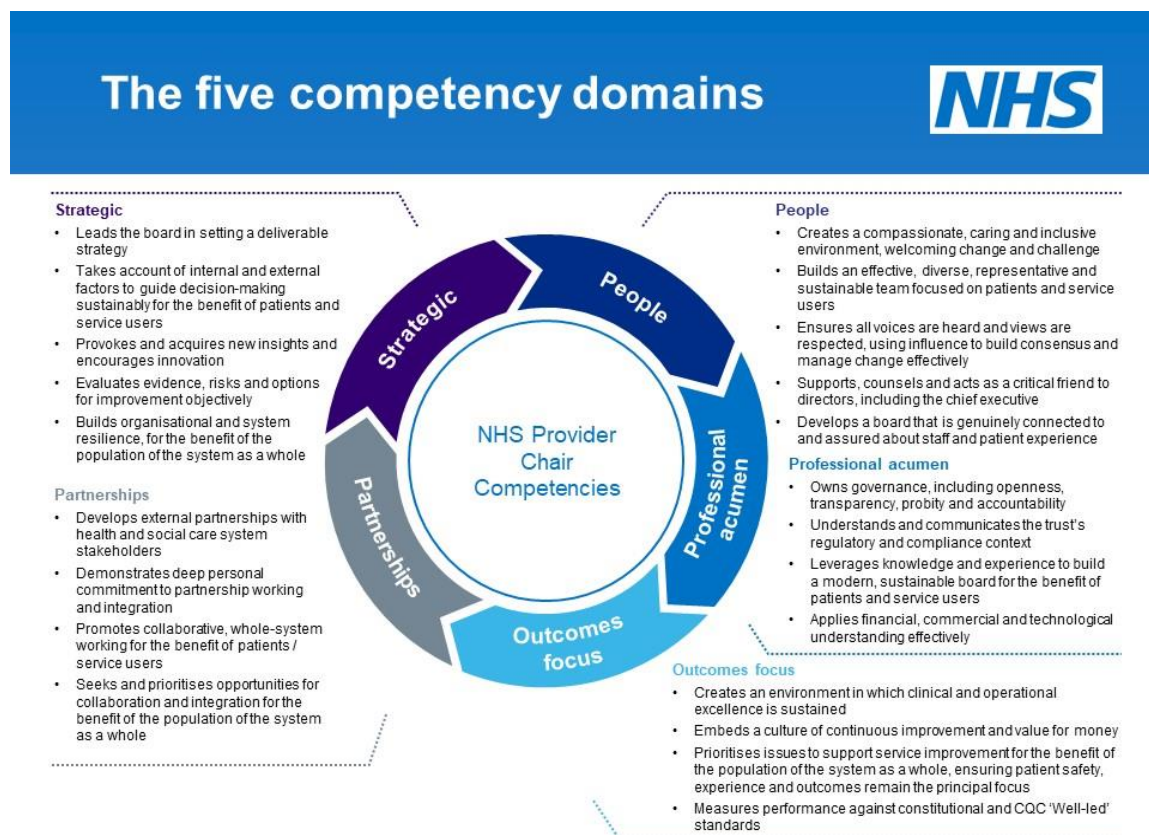 The five competency domains
NHS
Strategic
• Leads the board in setting a deliverable
strategy
• Takes account of internal and external
factors to guide decision-making
sustainably for the benefit of patients and
service users
• Provokes and acquires new insights and
encourages innovation
• Evaluates evidence, risks and options
for improvement objectively
• Builds organisational and system
resilience, for the benefit of the
population of the system as a whole
Partnerships
• Develops external partnerships with
health and social care system
stakeholders
• Demonstrates deep personal
commitment to partnership working
and integration
• Promotes collaborative, whole-system
working for the benefit of patients /
service users
• Seeks and prioritises opportunities for
collaboration and integration for the
benefit of the population of the system
as a whole
Strategic
People
Professional
acumen
Outcomes
focus
Partnerships
NHS Provider
Chair
Competencies
People
• Creates a compassionate, caring and inclusive
environment, welcoming change and challenge
• Builds an effective, diverse, representative and
sustainable team focused on patients and service
users
• Ensures all voices are heard and views are
respected, using influence to build consensus and
manage change effectively
• Supports, counsels and acts as a critical friend to
directors, including the chief executive
• Develops a board that is genuinely connected to
and assured about staff and patient experience
Professional acumen
• Owns governance, including openness,
transparency, probity and accountability
• Understands and communicates the trust's
regulatory and compliance context
• Leverages knowledge and experience to build
a modern, sustainable board for the benefit of
patients and service users
• Applies financial, commercial and technological
understanding effectively
Outcomes focus
• Creates an environment in which clinical and operational
excellence is sustained
• Embeds a culture of continuous improvement and value for money
• Prioritises issues to support service improvement for the benefit of
the population of the system as a whole, ensuring patient safety,
experience and outcomes remain the principal focus
• Measures performance against constitutional and CQC ‘Well-led’
standards